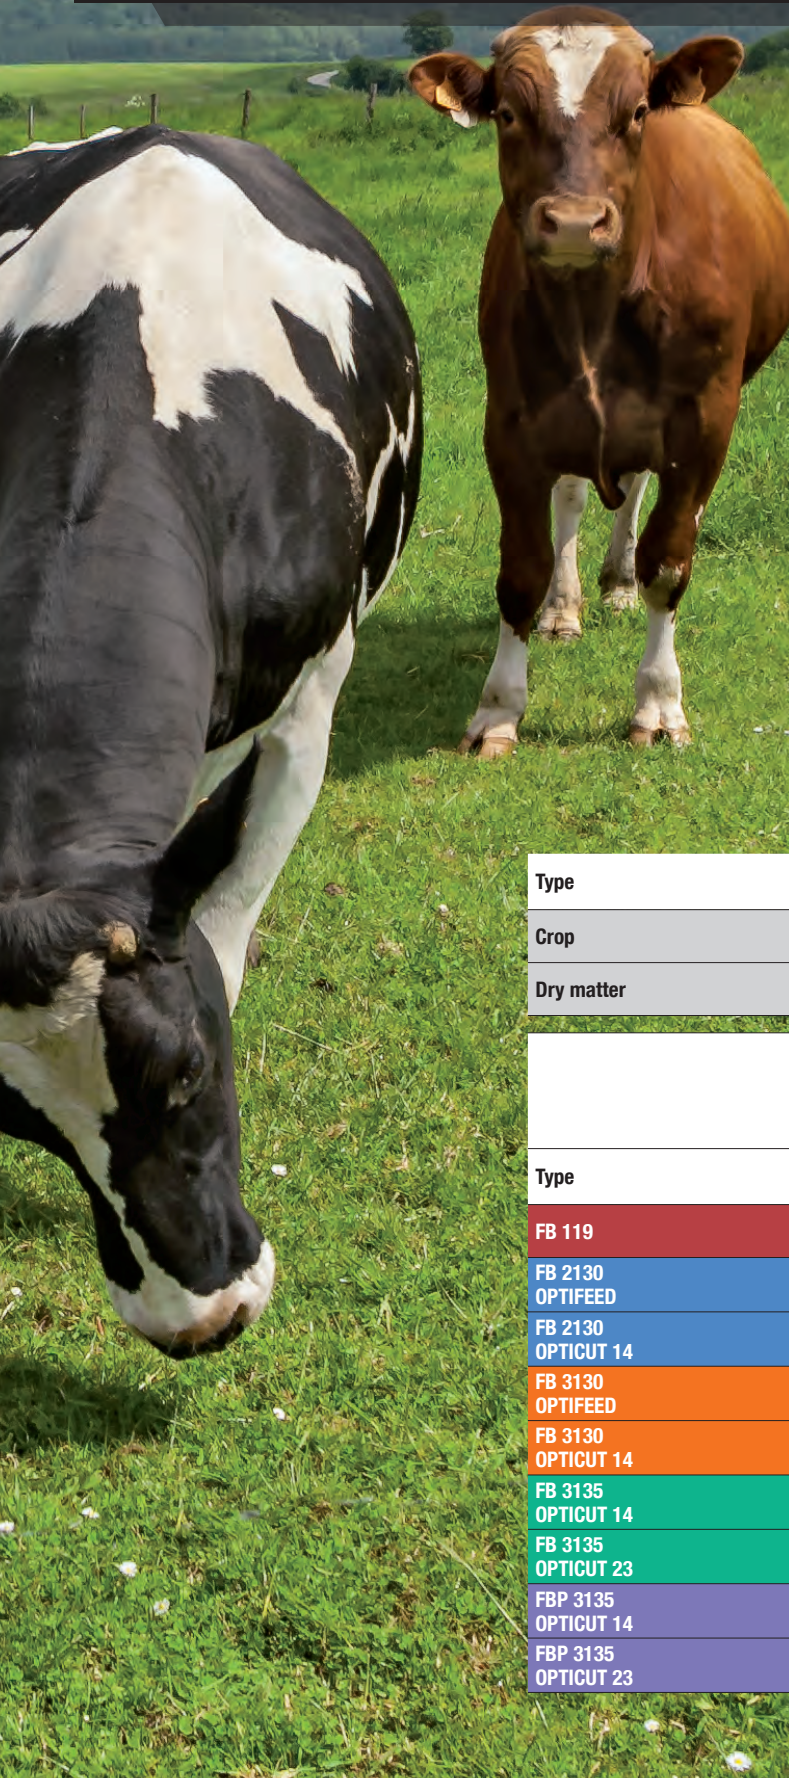 Type
Crop
Dry matter
Type
FB 119
FB 2130
OPTIFEED
FB 2130
OPTICUT 14
FB 3130
OPTIFEED
FB 3130
OPTICUT 14
FB 3135
OPTICUT 14
FB 3135
OPTICUT 23
FBP 3135
OPTICUT 14
FBP 3135
OPTICUT 23